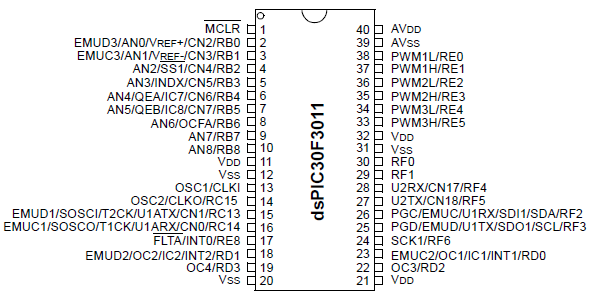 MCLR 1 40 AVDD
EMUD3/AN0/VREF+/CN2/RB0 2 39 AVSS
EMUC3/AN1/VREF-/CN3/RB1 3 38 PWM1L/RE0
AN2/SS1/CN4/RB2 4 37 PWM1H/RE1
AN3/INDX/CN5/RB3 5 36 PWM2L/RE2
AN4/QEA/IC7/CN6/RB4 6 35 PWM2H/RE3
AN5/QEB/IC8/CN7/RB5 7 34 PWM3L/RE4
AN6/OCFA/RB6 8 33 PWM3H/RE5
AN7/RB7 9 32 VDD
AN8/RB8 10 31 VSS
VDD 11 30 RF0
VSS 12 29 RF1
OSC1/CLKI 13 28 U2RX/CN17/RF4
OSC2/CLKO/RC15 14 27 U2TX/CN18/RF5
EMUD1/SOSCI/T2CK/U1ATX/CN1/RC13 15 26 PGC/EMUC/U1RX/SDI1/SDA/RF2
EMUC1/SOSCO/T1CK/U1ARX/CN0/RC14 16 25 PGD/EMUD/U1TX/SDO1/SCL/RF3
FLTA/INT0/RE8 17 24 SCK1/RF6
EMUD2/OC2/IC2/INT2/RD1 18 23 EMUC2/OC1/IC1/INT1/RD0
OC4/RD3 19 22 OC3/RD2
VSS 20 21 VDD
dsPIC30F3011